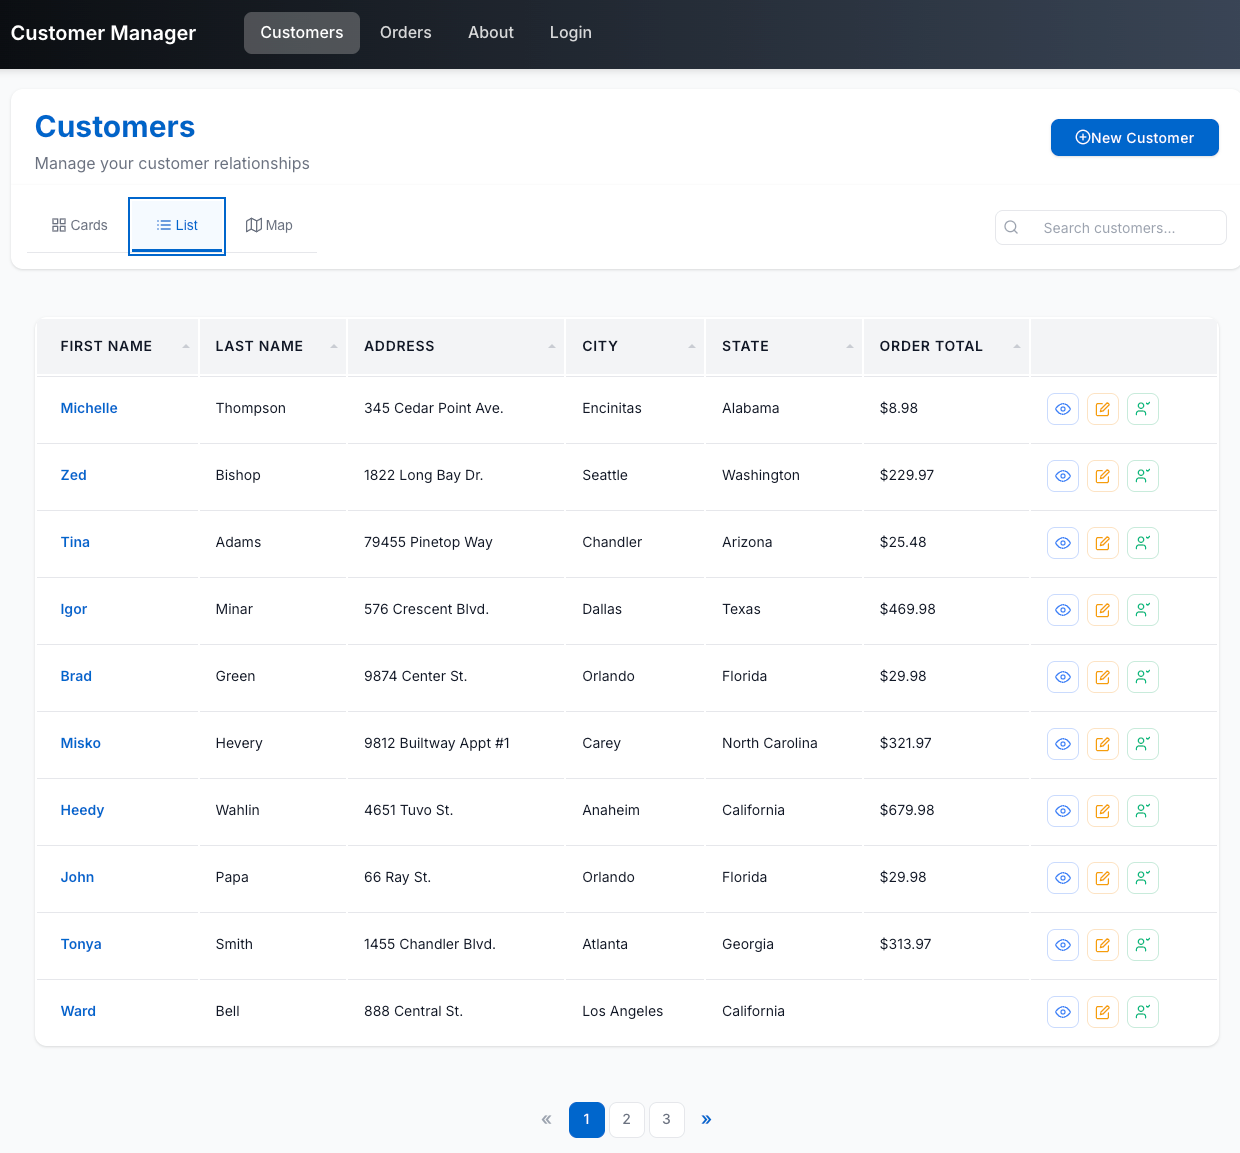 Customer Manager Customers Orders About Login
Customers
Manage your customer relationships
New Customer
Cards List Map
Search customers...
FIRST NAME LAST NAME ADDRESS CITY STATE ORDER TOTAL
Michelle Thompson 345 Cedar Point Ave. Encinitas Alabama $8.98
Zed Bishop 1822 Long Bay Dr. Seattle Washington $229.97
Tina Adams 79455 Pinetop Way Chandler Arizona $25.48
Igor Minar 576 Crescent Blvd. Dallas Texas $469.98
Brad Green 9874 Center St. Orlando Florida $29.98
Misko Hevery 9812 Builtway Appt #1 Carey North Carolina $321.97
Heedy Wahlin 4651 Tuvo St. Anaheim California $679.98
John Papa 66 Ray St. Orlando Florida $29.98
Tonya Smith 1455 Chandler Blvd. Atlanta Georgia $313.97
Ward Bell 888 Central St. Los Angeles California
« 1 2 3 »